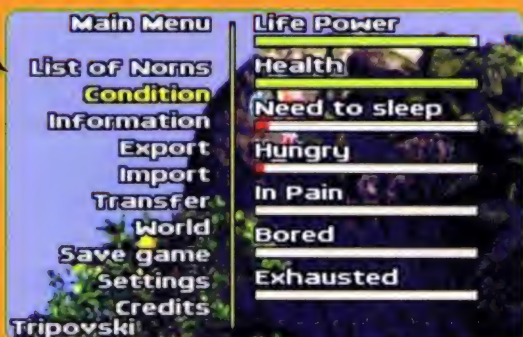 Main Menu
List of Norns
Condition
Information
Export
Import
Transfer
World
Save game
Settings
Credits
Tripovski
Life Power
Health
Need to sleep
Hungry
In Pain
Bored
Exhausted